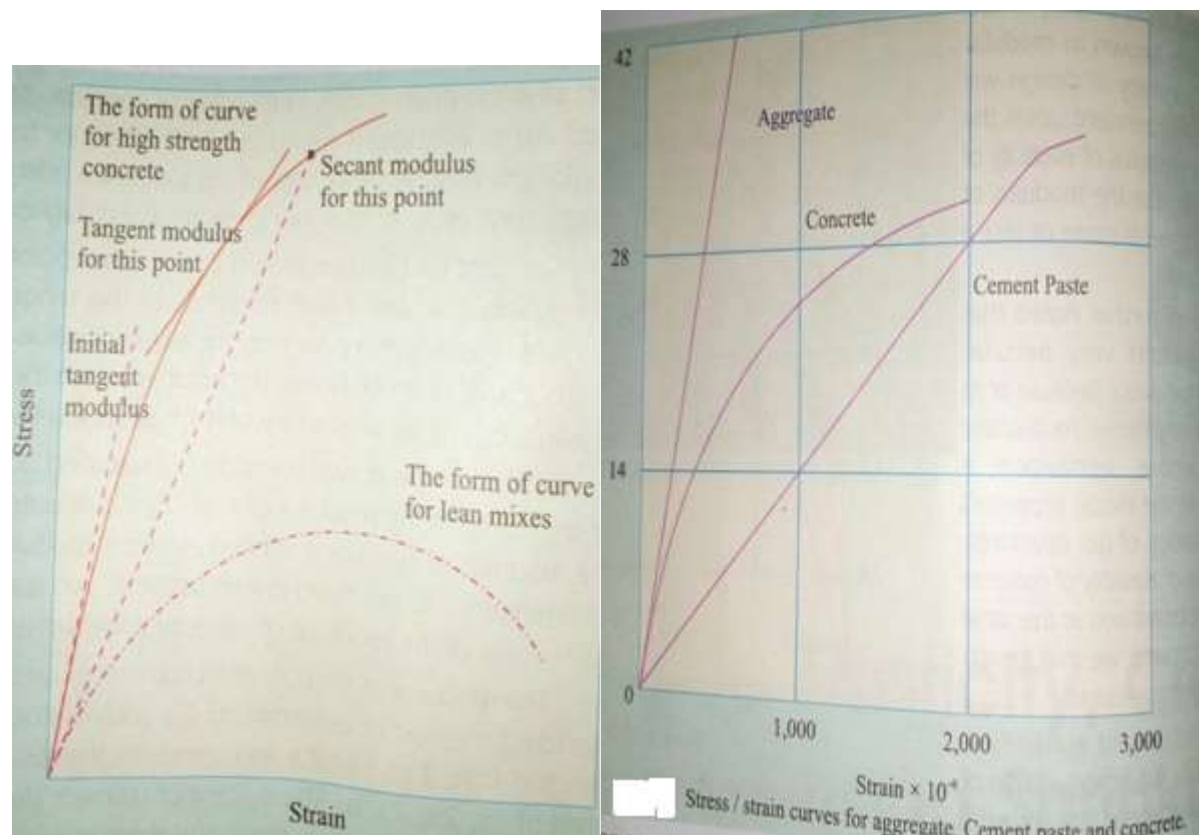 The form of curve
for high strength
concrete
Secant modulus
for this point
Tangent modulus
for this point
Initial
tangent
modulus
Stress
The form of curve
for lean mixes
Strain
42
Aggregate
Concrete
28
Cement Paste
14
0
1,000
2,000
3,000
Strain × 10
Stress / strain curves for aggregate, Cement paste and concrete.